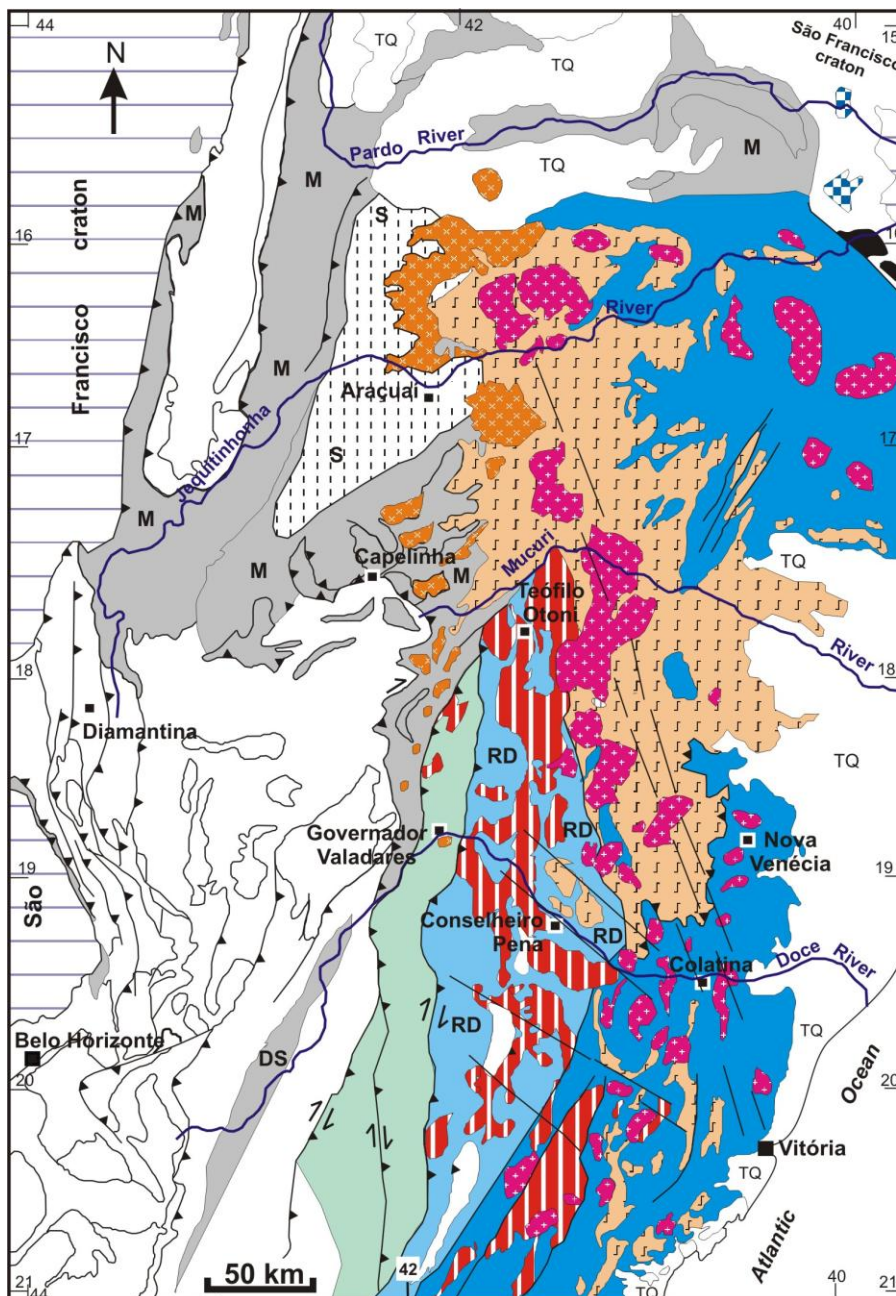 44
42
40
15
N
TQ
TQ
São Francisco
craton
Pardo River
M
M
M
TQ
TQ
S
craton
16
16
River
M
Araçuaí
Francisco
17
17
S
Jequitinhonha
M
M
Capelinha
M
Mucuri
TQ
Teófilo
Otoni
River
18
18
Diamantina
RD
TQ
RD
Governador
Valadares
Nova
Venécia
19
19
São
Conselheiro
Pena
RD
Colatina
Doce
River
RD
TQ
Belo Horizonte
DS
20
20
Ocean
Vitória
TQ
Atlantic
50 km
42
TQ
40
21
44
21